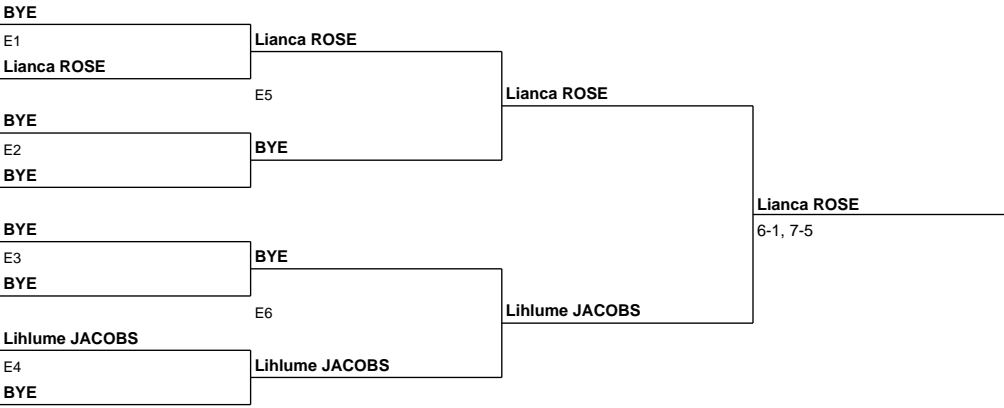 BYE
E1
Lianca ROSE
Lianca ROSE
E5
Lianca ROSE
BYE
E2
BYE
BYE
Lianca ROSE
6-1, 7-5
BYE
E3
BYE
BYE
E6
Lihlume JACOBS
Lihlume JACOBS
E4
Lihlume JACOBS
BYE